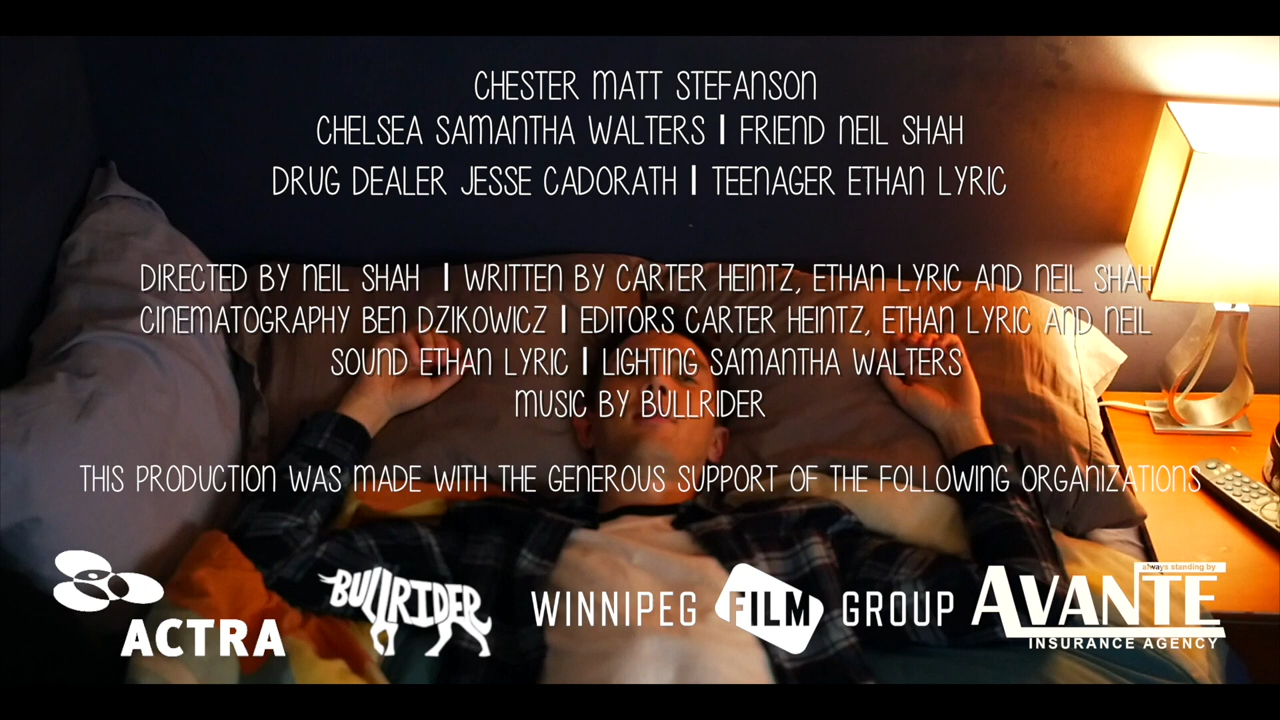 CHESTER MATT STEFANSON
CHELSEA SAMANTHA WALTERS | FRIEND NEIL SHAH
DRUG DEALER JESSE CADORATH | TEENAGER ETHAN LYRIC
DIRECTED BY NEIL SHAH | WRITTEN BY CARTER HEINTZ, ETHAN LYRIC AND NEIL SHAH
CINEMATOGRAPHY BEN DZIKOWICZ | EDITORS CARTER HEINTZ, ETHAN LYRIC AND NEIL
SOUND ETHAN LYRIC | LIGHTING SAMANTHA WALTERS
MUSIC BY BULLRIDER
THIS PRODUCTION WAS MADE WITH THE GENEROUS SUPPORT OF THE FOLLOWING ORGANIZATIONS
ACTRA
BULLRIDER
WINNIPEG FILM GROUP
always standing by
AVANTE
INSURANCE AGENCY